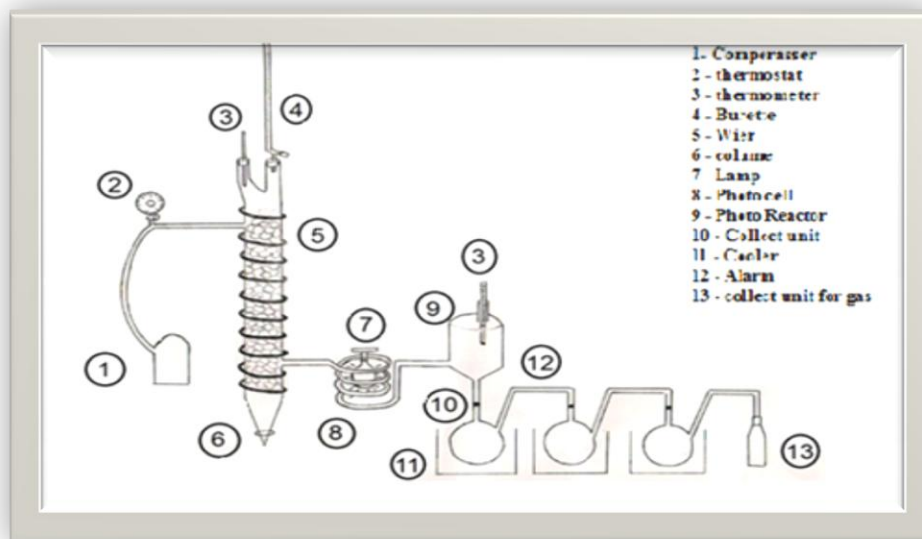 1- Comperasser
2 - thermostat
3 - thermometer
4 - Burette
5 - Wier
6 - colame
7 Lamp
8 - Photocell
9 - Photo Reactor
10 - Collect unit
11 - Cooler
12 - Alarm
13 - collect unit for gas
3
4
2
5
3
9
7
1
12
10
6
8
11
13